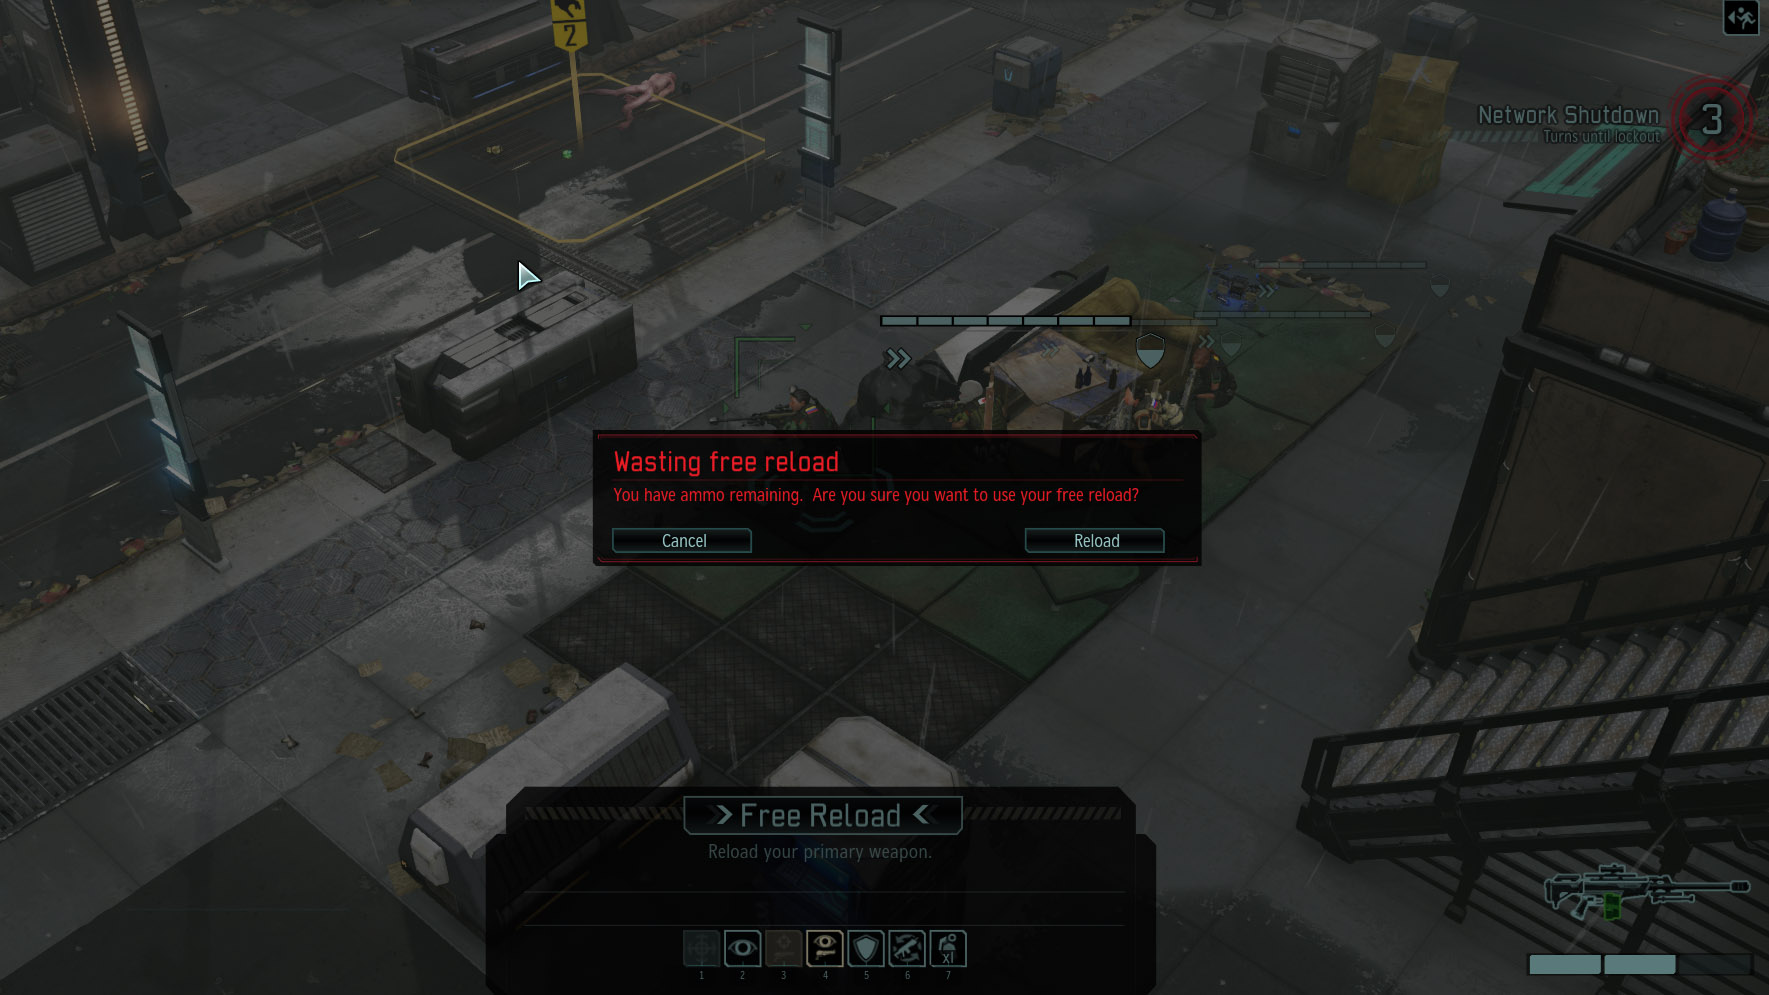 2
Network Shutdown
Turns until lockout
3
Wasting free reload
You have ammo remaining. Are you sure you want to use your free reload?
Cancel
Reload
Free Reload
Reload your primary weapon.
x1
1
2
3
4
5
6
7